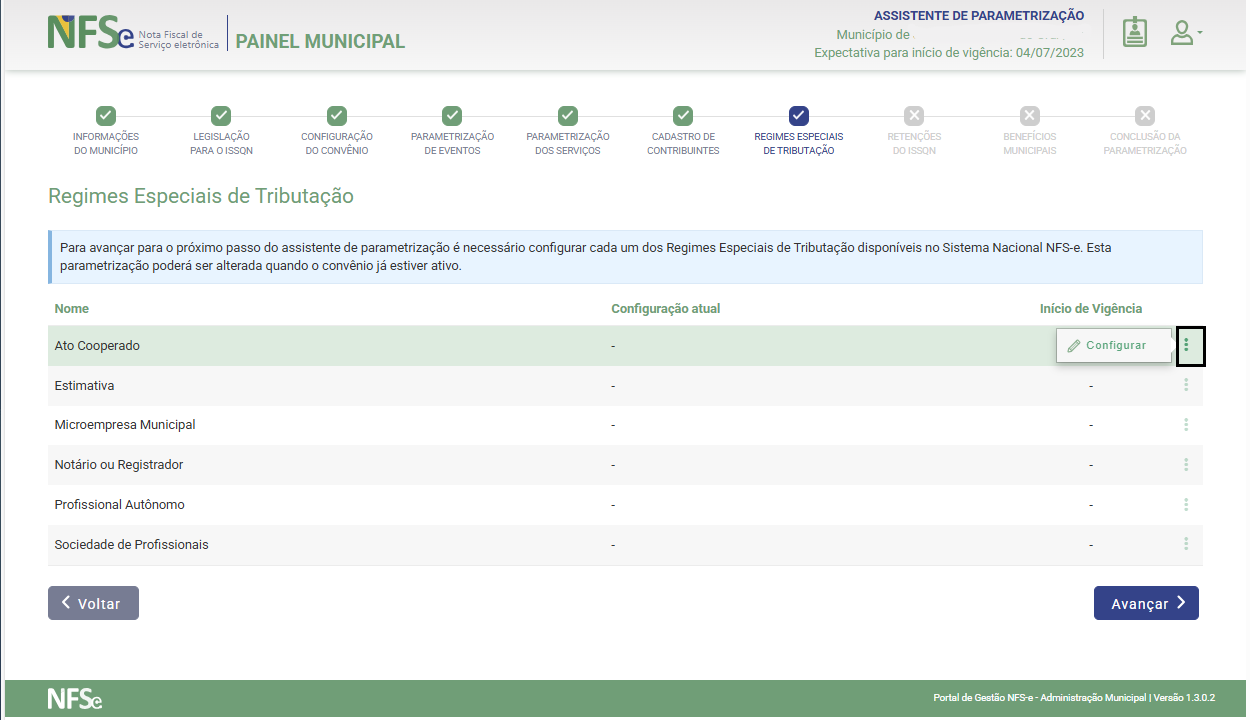 NFSe Nota Fiscal de
Serviço eletrônica
PAINEL MUNICIPAL
ASSISTENTE DE PARAMETRIZAÇÃO
Município de
Expectativa para início de vigência: 04/07/2023
INFORMAÇÕES
DO MUNICÍPIO
LEGISLAÇÃO
PARA O ISSQN
CONFIGURAÇÃO
DO CONVÊNIO
PARAMETRIZAÇÃO
DE EVENTOS
PARAMETRIZAÇÃO
DOS SERVIÇOS
CADASTRO DE
CONTRIBUINTES
REGIMES ESPECIAIS
DE TRIBUTAÇÃO
RETENÇÕES
DO ISSQN
BENEFÍCIOS
MUNICIPAIS
CONCLUSÃO DA
PARAMETRIZAÇÃO
Regimes Especiais de Tributação
Para avançar para o próximo passo do assistente de parametrização é necessário configurar cada um dos Regimes Especiais de Tributação disponíveis no Sistema Nacional NFS-e. Esta
parametrização poderá ser alterada quando o convênio já estiver ativo.
Nome Configuração atual Início de Vigência
Ato Cooperado - Configurar
Estimativa - -
Microempresa Municipal - -
Notário ou Registrador - -
Profissional Autônomo - -
Sociedade de Profissionais - -
Voltar Avançar
NFSe Portal de Gestão NFS-e - Administração Municipal | Versão 1.3.0.2